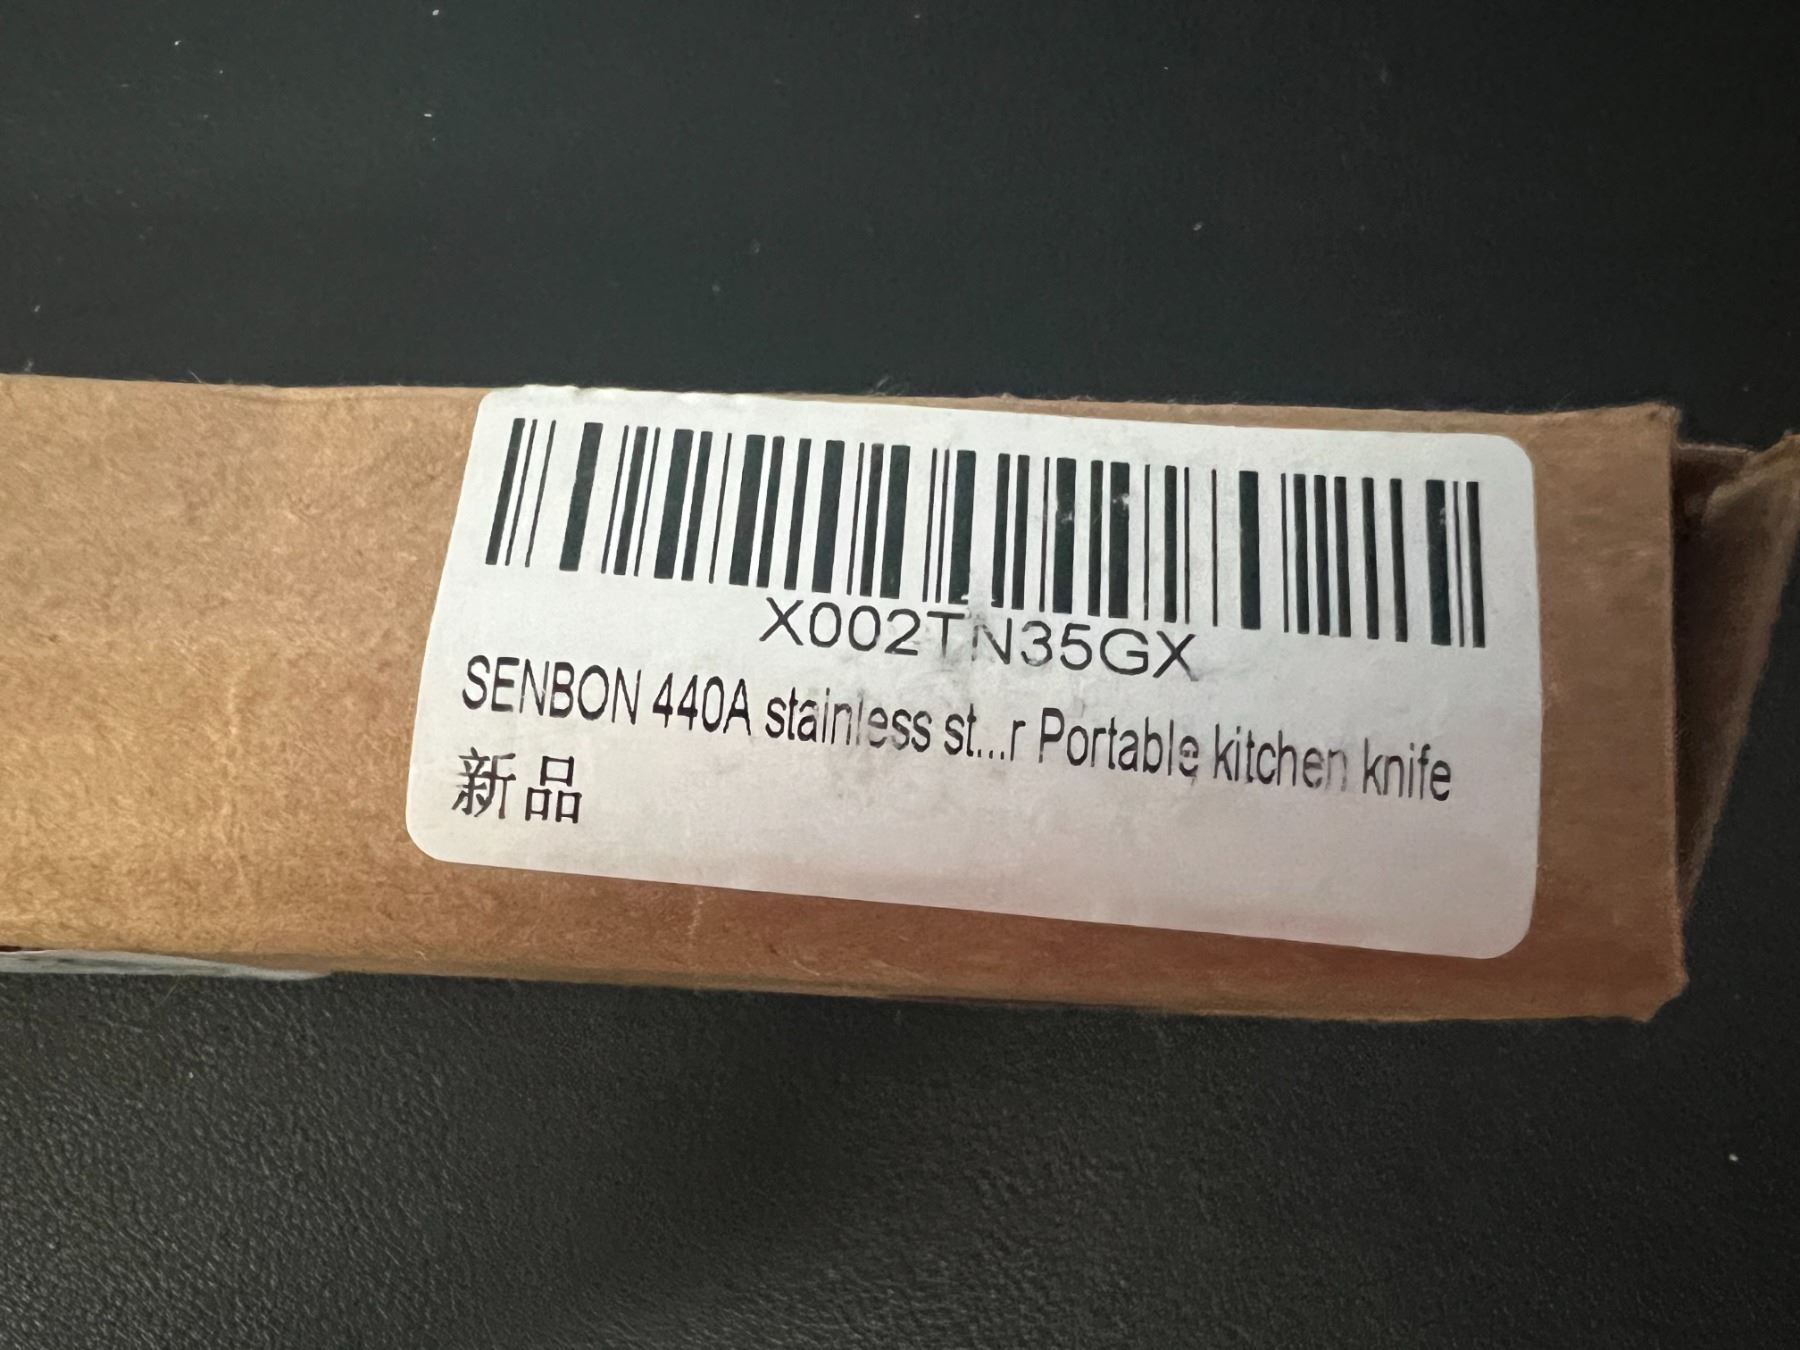 X002TN35GX
SENBON 440A stainless st...r Portable kitchen knife
新品